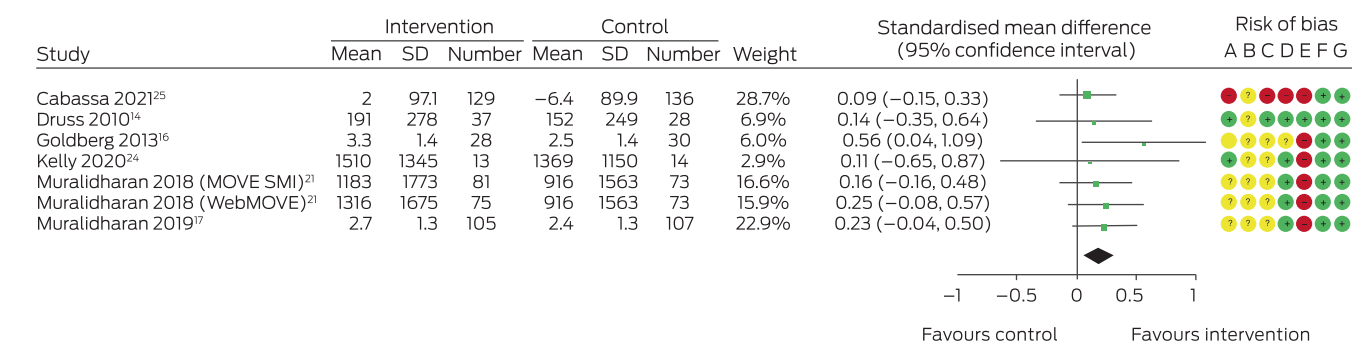 Intervention Control Standardised mean difference Risk of bias
Study Mean SD Number Mean SD Number Weight (95% confidence interval) A B C D E F G
Cabassa 2021²⁵ 2 97.1 129 −6.4 89.9 136 28.7% 0.09 (−0.15, 0.33) − ? − − − + +
Druss 2010¹⁴ 191 278 37 152 249 28 6.9% 0.14 (−0.35, 0.64) + ? + + + + +
Goldberg 2013¹⁶ 3.3 1.4 28 2.5 1.4 30 6.0% 0.56 (0.04, 1.09) ? ? ? ? − + +
Kelly 2020²⁴ 1510 1345 13 1369 1150 14 2.9% 0.11 (−0.65, 0.87) + ? ? + − + +
Muralidharan 2018 (MOVE SMI)²¹ 1183 1773 81 916 1563 73 16.6% 0.16 (−0.16, 0.48) ? ? ? + − + +
Muralidharan 2018 (WebMOVE)²¹ 1316 1675 75 916 1563 73 15.9% 0.25 (−0.08, 0.57) ? ? ? + − + +
Muralidharan 2019¹⁷ 2.7 1.3 105 2.4 1.3 107 22.9% 0.23 (−0.04, 0.50) ? ? ? + − + +
−1 −0.5 0 0.5 1
Favours control Favours intervention